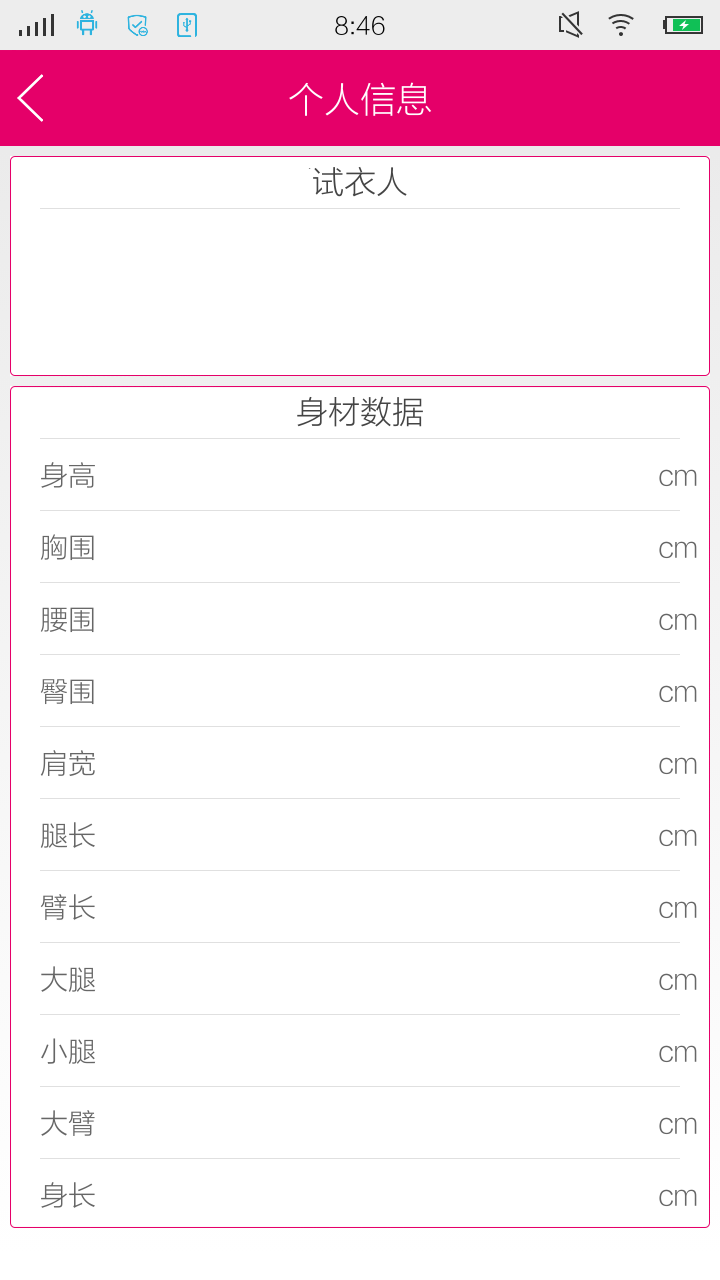 8:46
个人信息
试衣人
身材数据
身高 cm
胸围 cm
腰围 cm
臀围 cm
肩宽 cm
腿长 cm
臂长 cm
大腿 cm
小腿 cm
大臂 cm
身长 cm